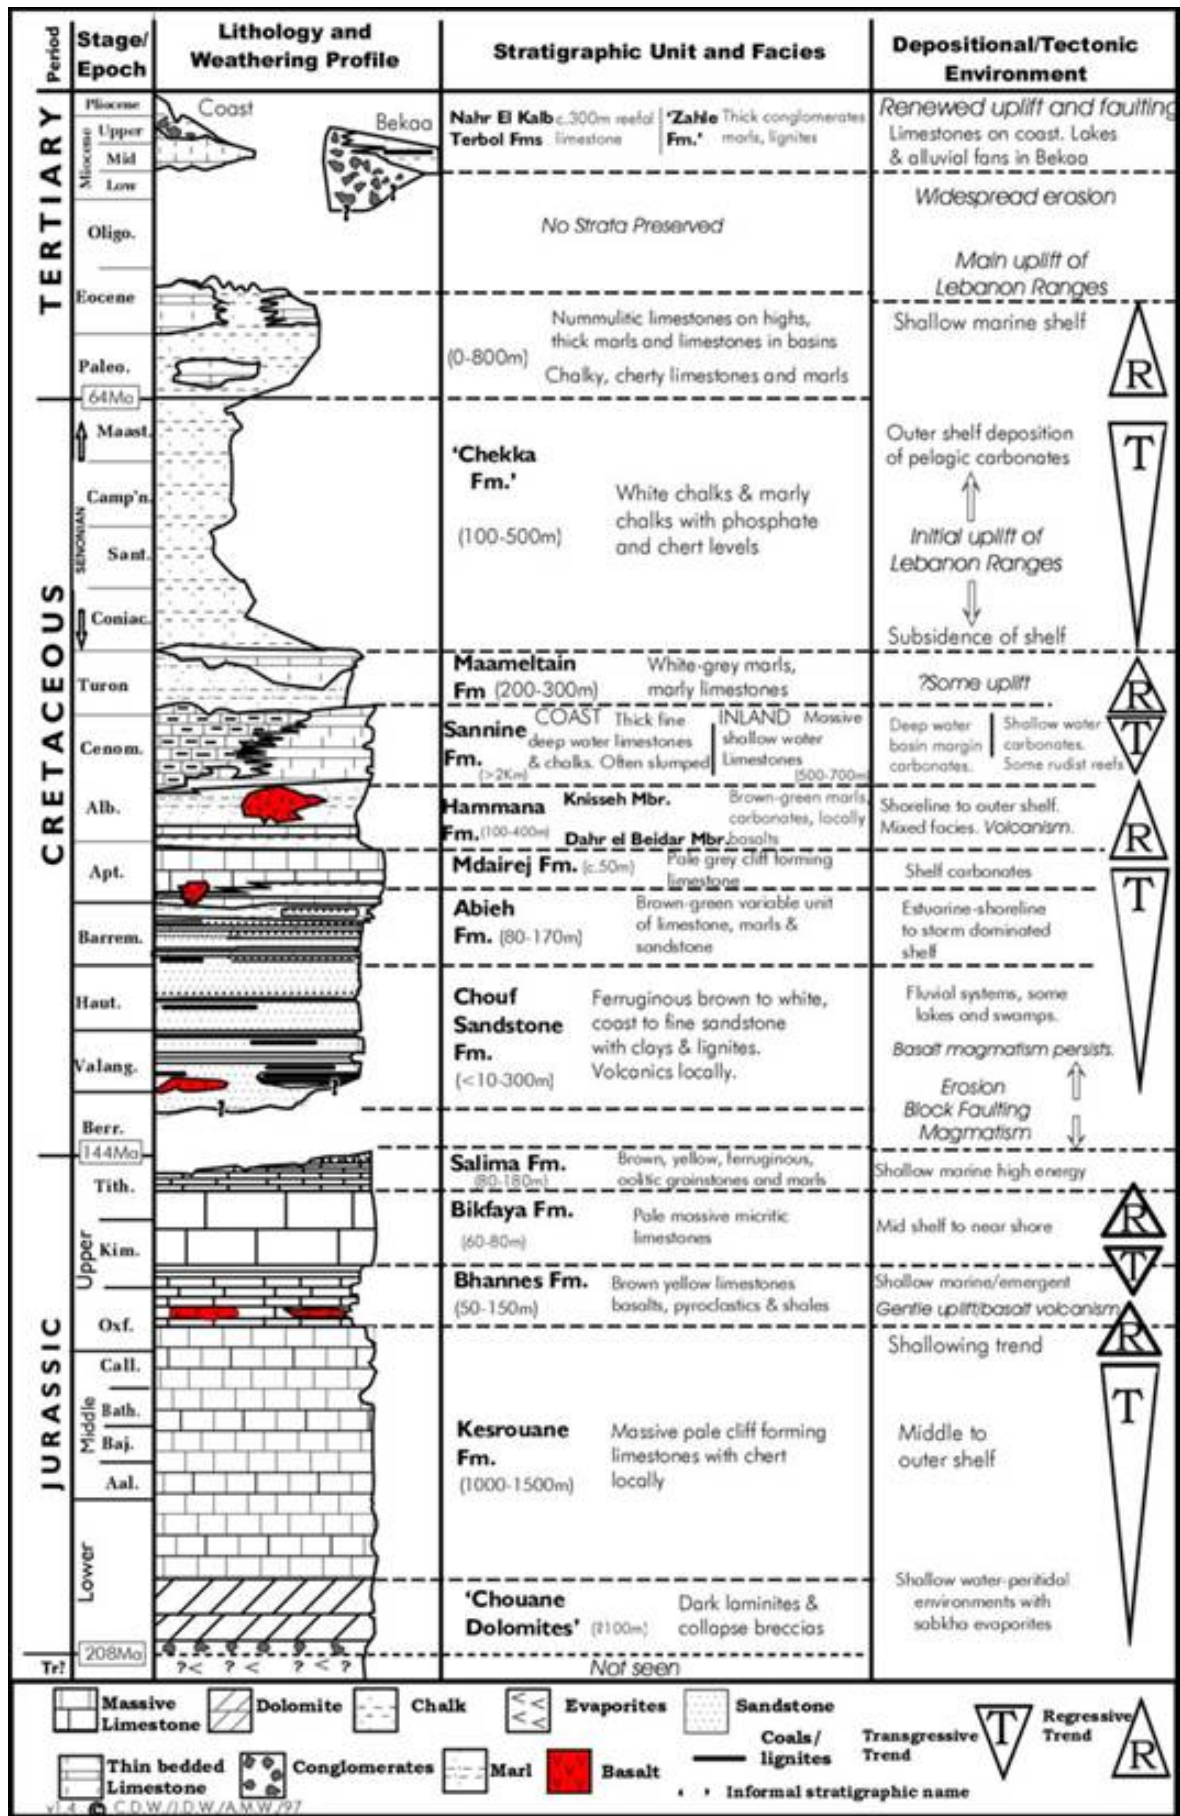 Period
Stage/
Epoch
Lithology and
Weathering Profile
Stratigraphic Unit and Facies
Depositional/Tectonic
Environment
TERTIARY
Pliocene
Miocene
Upper
Mid
Low
Oligo.
Eocene
Paleo.
64Ma
Coast
Bekaa
Nahr El Kalb c.300m reefal
Terbol Fms limestone
'Zahle Thick conglomerates
Fm.' marls, lignites
Renewed uplift and faulting
Limestones on coast. Lakes
& alluvial fans in Bekaa
No Strata Preserved
Widespread erosion
Main uplift of
Lebanon Ranges
(0-800m)
Nummulitic limestones on highs,
thick marls and limestones in basins
Chalky, cherty limestones and marls
Shallow marine shelf
R
CRETACEOUS
SENONIAN
Maast.
Camp'n.
Sant.
Coniac.
Turon
Cenom.
Alb.
Apt.
Barrem.
Haut.
Valang.
Berr.
144Ma
'Chekka
Fm.'
(100-500m)
White chalks & marly
chalks with phosphate
and chert levels
Outer shelf deposition
of pelagic carbonates
Initial uplift of
Lebanon Ranges
Subsidence of shelf
T
Maameltain
Fm (200-300m)
White-grey marls,
marly limestones
?Some uplift
R
Sannine
Fm.
(>2Km)
COAST Thick fine
deep water limestones
& chalks. Often slumped
INLAND Massive
shallow water
Limestones
(500-700m)
Deep water
basin margin
carbonates.
Shallow water
carbonates.
Some rudist reefs
T
Hammana
Fm. (100-400m)
Knisseh Mbr.
Dahr el Beidar Mbr.
Brown-green marls,
carbonates, locally
basalts
Shoreline to outer shelf.
Mixed facies. Volcanism.
R
Mdairej Fm. (c.50m)
Pale grey cliff forming
limestone
Shelf carbonates
T
Abieh
Fm. (80-170m)
Brown-green variable unit
of limestone, marls &
sandstone
Estuarine-shoreline
to storm dominated
shelf
Chouf
Sandstone
Fm.
(<10-300m)
Ferruginous brown to white,
coast to fine sandstone
with clays & lignites.
Volcanics locally.
Fluvial systems, some
lakes and swamps.
Basalt magmatism persists.
Erosion
Block Faulting
Magmatism
?
?
JURASSIC
Upper
Middle
Lower
Tith.
Kim.
Oxf.
Call.
Bath.
Baj.
Aal.
208Ma
Tr?
Salima Fm.
(80-180m)
Brown, yellow, ferruginous,
oolitic grainstones and marls
Shallow marine high energy
Bikfaya Fm.
(60-80m)
Pale massive micritic
limestones
Mid shelf to near shore
R
Bhannes Fm.
(50-150m)
Brown yellow limestones
basalts, pyroclastics & shales
Shallow marine/emergent
Gentle uplift/basalt volcanism
T
R
Shallowing trend
Kesrouane
Fm.
(1000-1500m)
Massive pale cliff forming
limestones with chert
locally
Middle to
outer shelf
T
'Chouane
Dolomites' (?100m)
Dark laminites &
collapse breccias
Shallow water-peritidal
environments with
sabkha evaporites
? ? ? ?
Not seen
Massive
Limestone
Dolomite
Chalk
Evaporites
Sandstone
Coals/
lignites
Transgressive
Trend
T
Regressive
Trend
R
Thin bedded
Limestone
Conglomerates
Marl
Basalt
' ' Informal stratigraphic name
v1.4 © C.D.W./J.D.W./A.M.W./97